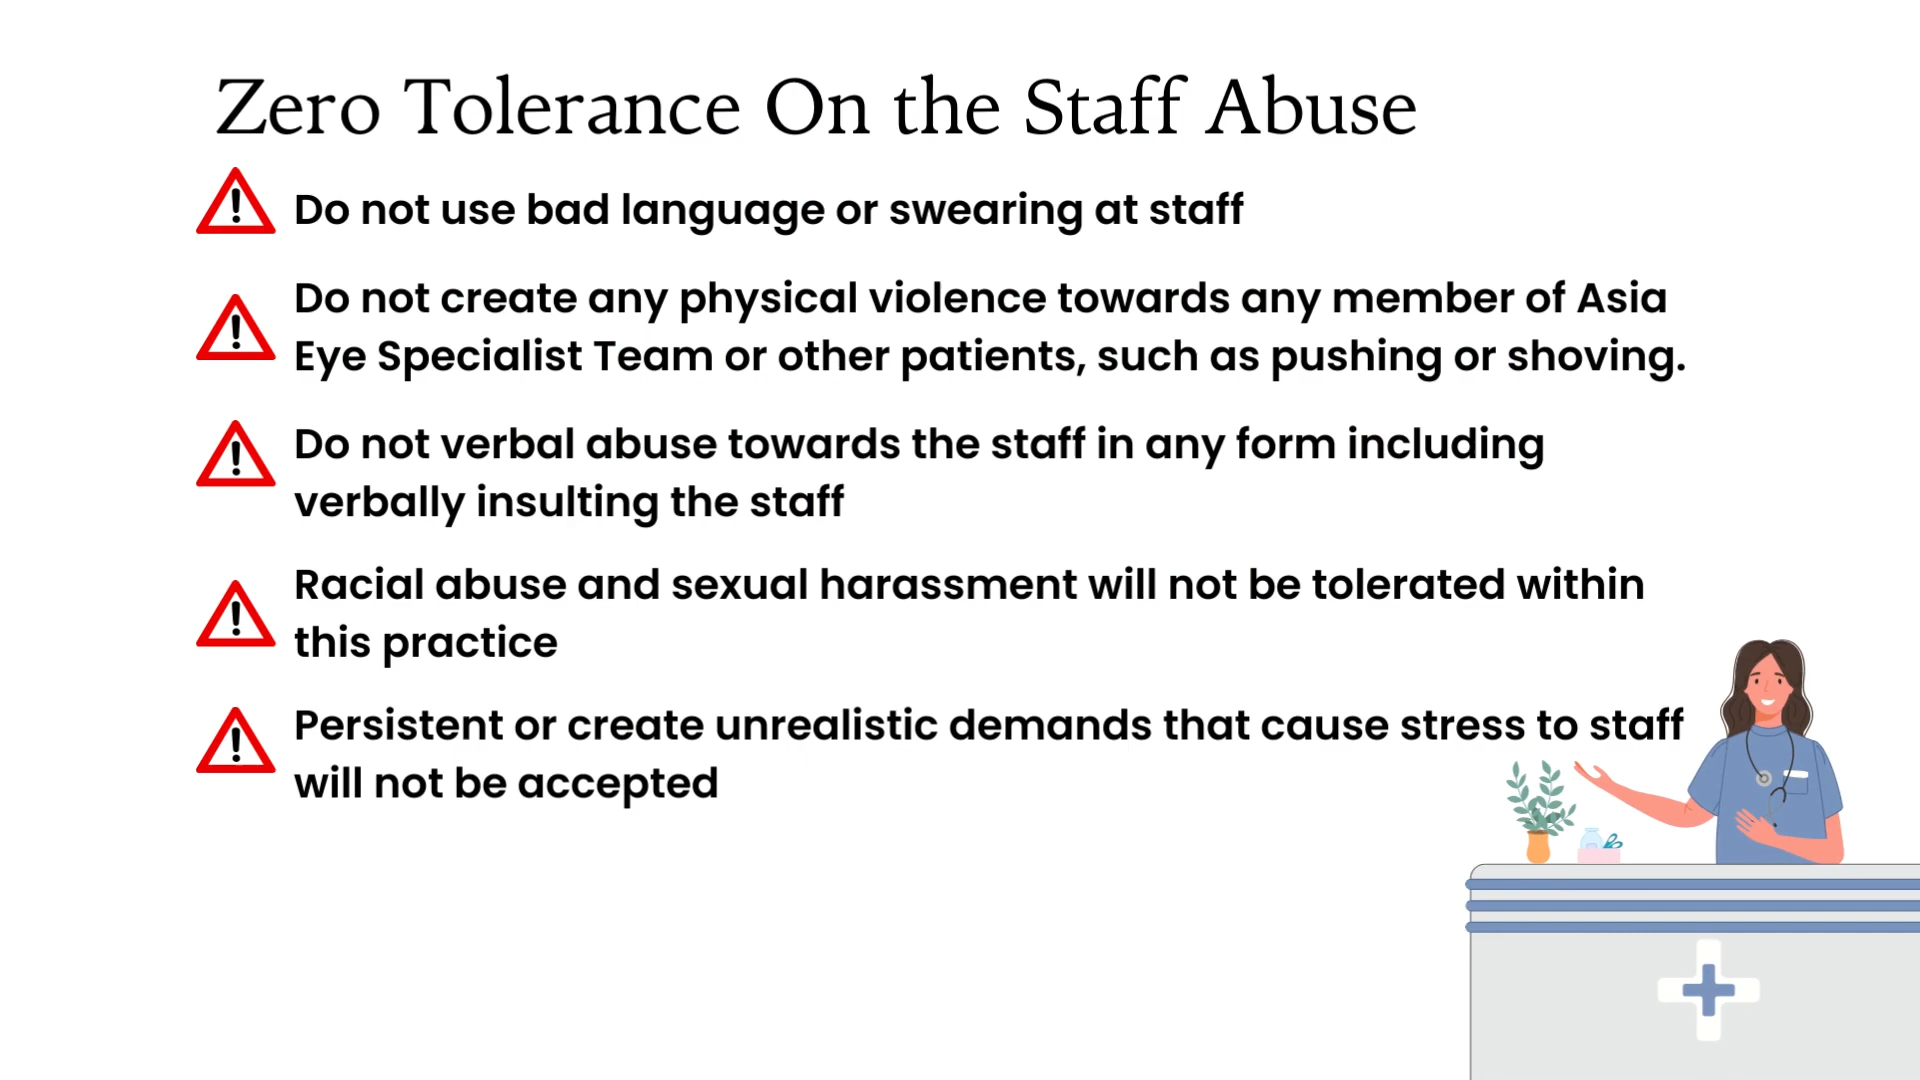 Zero Tolerance On the Staff Abuse
Do not use bad language or swearing at staff
Do not create any physical violence towards any member of Asia
Eye Specialist Team or other patients, such as pushing or shoving.
Do not verbal abuse towards the staff in any form including
verbally insulting the staff
Racial abuse and sexual harassment will not be tolerated within
this practice
Persistent or create unrealistic demands that cause stress to staff
will not be accepted